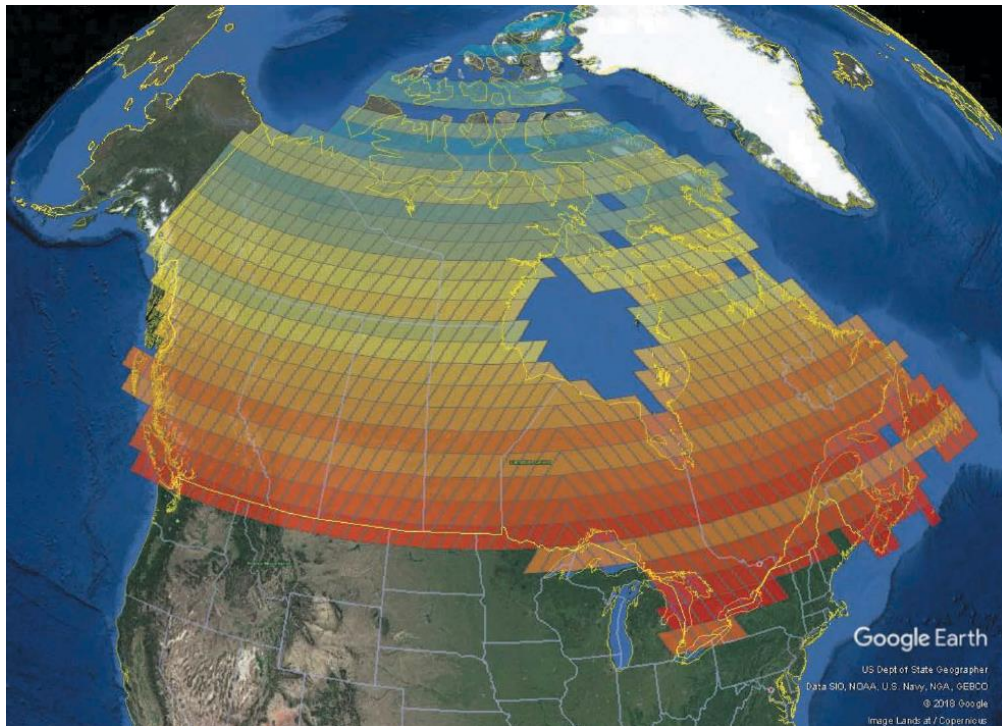 Google Earth
US Dept of State Geographer
Data SIO, NOAA, U.S. Navy, NGA, GEBCO
© 2018 Google
Image Landsat / Copernicus